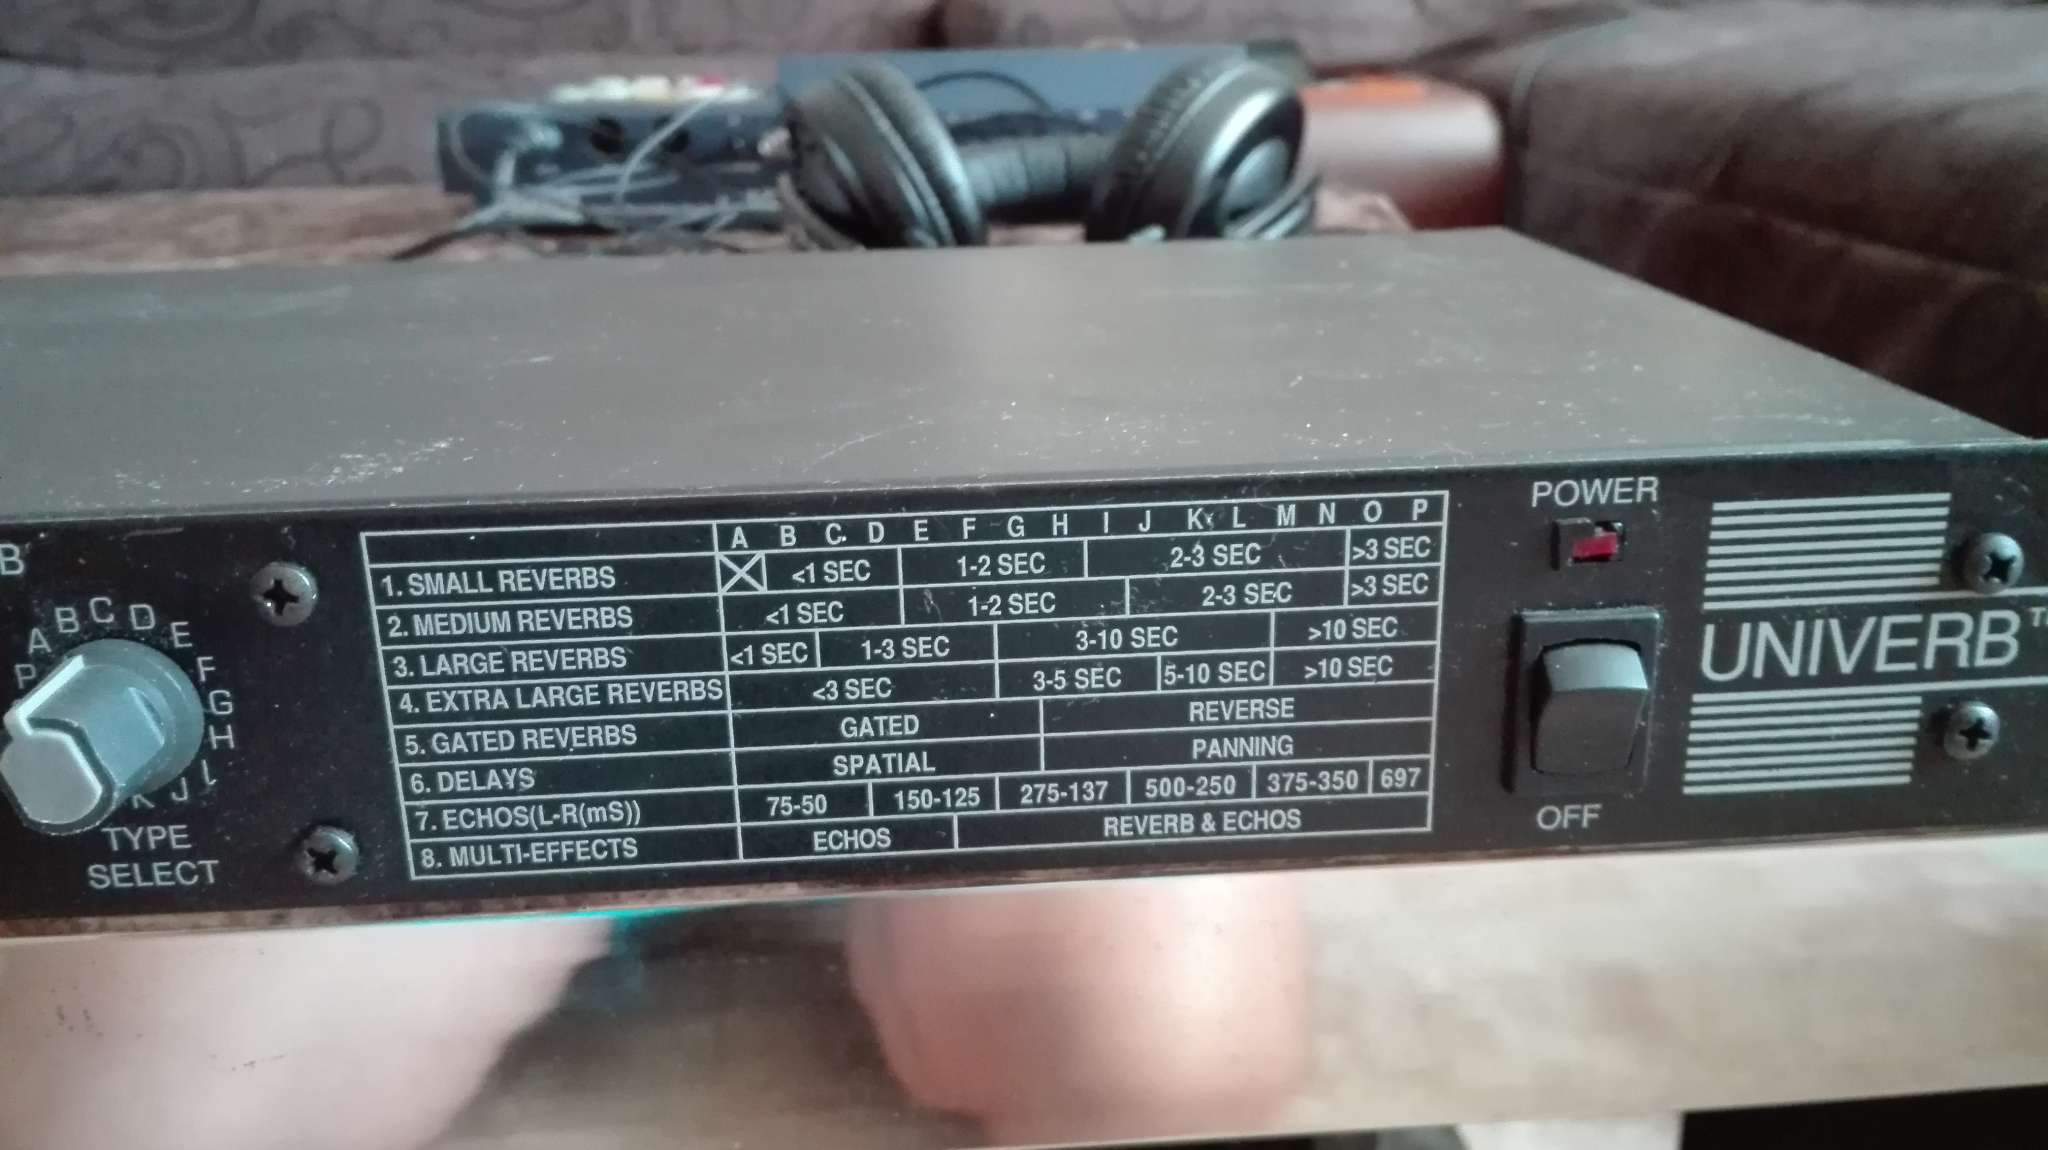 B
A B C D E F G H I J K P
TYPE
SELECT
A B C D E F G H I J K L M N O P
1. SMALL REVERBS <1 SEC 1-2 SEC 2-3 SEC >3 SEC
2. MEDIUM REVERBS <1 SEC 1-2 SEC 2-3 SEC >3 SEC
3. LARGE REVERBS <1 SEC 1-3 SEC 3-10 SEC >10 SEC
4. EXTRA LARGE REVERBS <3 SEC 3-5 SEC 5-10 SEC >10 SEC
5. GATED REVERBS GATED REVERSE
6. DELAYS SPATIAL PANNING
7. ECHOS(L-R(mS)) 75-50 150-125 275-137 500-250 375-350 697
8. MULTI-EFFECTS ECHOS REVERB & ECHOS
POWER
OFF
UNIVERB™